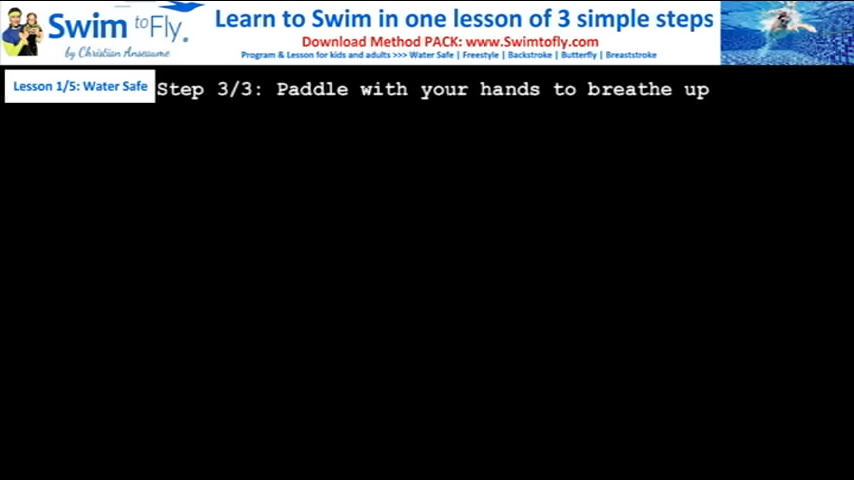 Swim to Fly.
by Christian Anseaume
Learn to Swim in one lesson of 3 simple steps
Download Method PACK: www.Swimtofly.com
Program & Lesson for kids and adults >>> Water Safe | Freestyle | Backstroke | Butterfly | Breaststroke
Lesson 1/5: Water Safe
Step 3/3: Paddle with your hands to breathe up